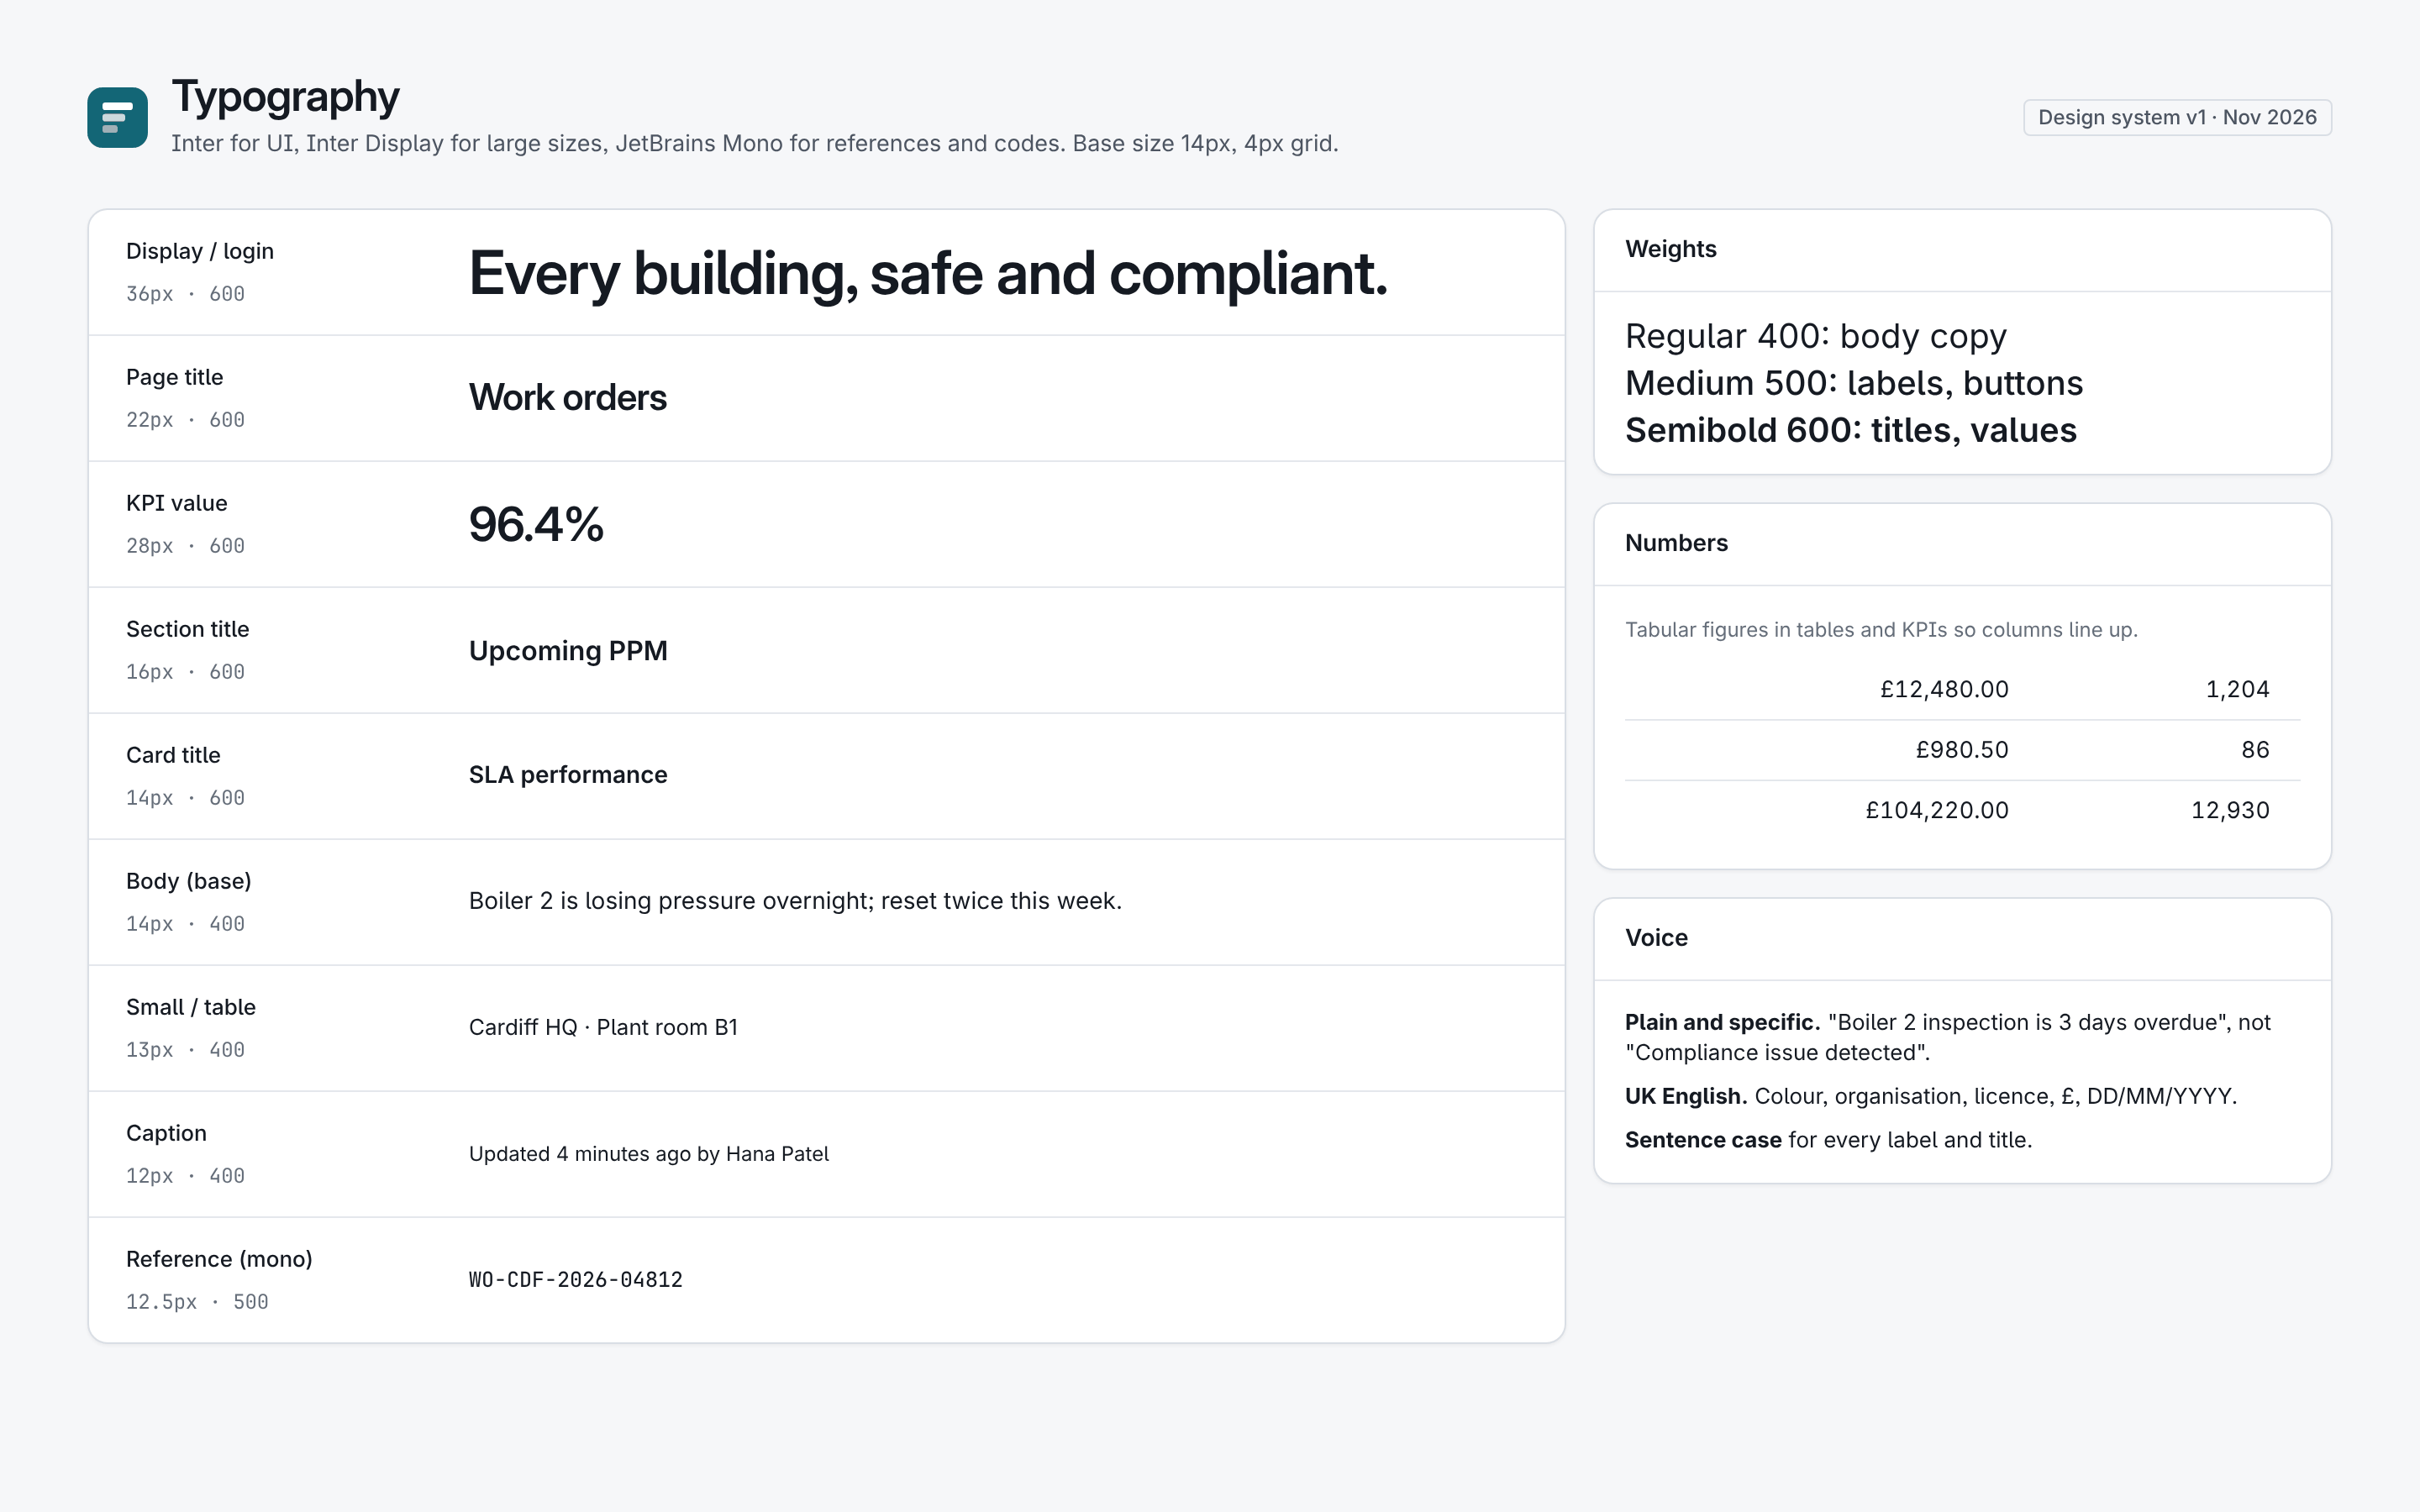 Typography
Inter for UI, Inter Display for large sizes, JetBrains Mono for references and codes. Base size 14px, 4px grid.
Design system v1 · Nov 2026
Display / login
36px · 600
Every building, safe and compliant.
Page title
22px · 600
Work orders
KPI value
28px · 600
96.4%
Section title
16px · 600
Upcoming PPM
Card title
14px · 600
SLA performance
Body (base)
14px · 400
Boiler 2 is losing pressure overnight; reset twice this week.
Small / table
13px · 400
Cardiff HQ · Plant room B1
Caption
12px · 400
Updated 4 minutes ago by Hana Patel
Reference (mono)
12.5px · 500
WO-CDF-2026-04812
Weights
Regular 400: body copy
Medium 500: labels, buttons
Semibold 600: titles, values
Numbers
Tabular figures in tables and KPIs so columns line up.
£12,480.00 1,204
£980.50 86
£104,220.00 12,930
Voice
Plain and specific. "Boiler 2 inspection is 3 days overdue", not
"Compliance issue detected".
UK English. Colour, organisation, licence, £, DD/MM/YYYY.
Sentence case for every label and title.